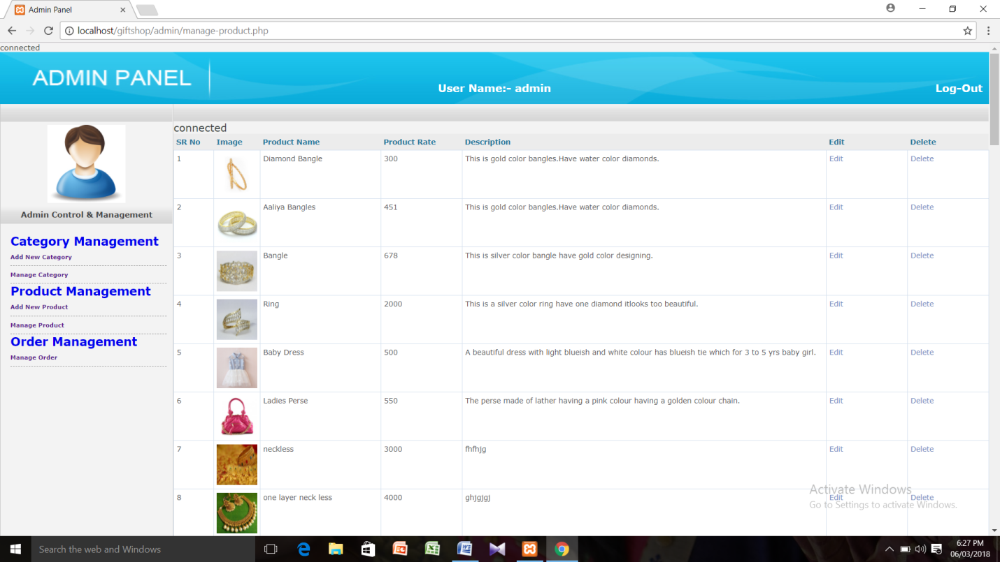 Admin Panel
localhost/giftshop/admin/manage-product.php
connected
ADMIN PANEL
User Name:- admin
Log-Out
Admin Control & Management
Category Management
Add New Category
Manage Category
Product Management
Add New Product
Manage Product
Order Management
Manage Order
connected
SR No Image Product Name Product Rate Description Edit Delete
1 Diamond Bangle 300 This is gold color bangles.Have water color diamonds. Edit Delete
2 Aaliya Bangles 451 This is gold color bangles.Have water color diamonds. Edit Delete
3 Bangle 678 This is silver color bangle have gold color designing. Edit Delete
4 Ring 2000 This is a silver color ring have one diamond itlooks too beautiful. Edit Delete
5 Baby Dress 500 A beautiful dress with light blueish and white colour has blueish tie which for 3 to 5 yrs baby girl. Edit Delete
6 Ladies Perse 550 The perse made of lather having a pink colour having a golden colour chain. Edit Delete
7 neckless 3000 fhfhjg Edit Delete
8 one layer neck less 4000 ghjgjgj Edit Delete
Activate Windows
Go to Settings to activate Windows.
Search the web and Windows
6:27 PM
06/03/2018